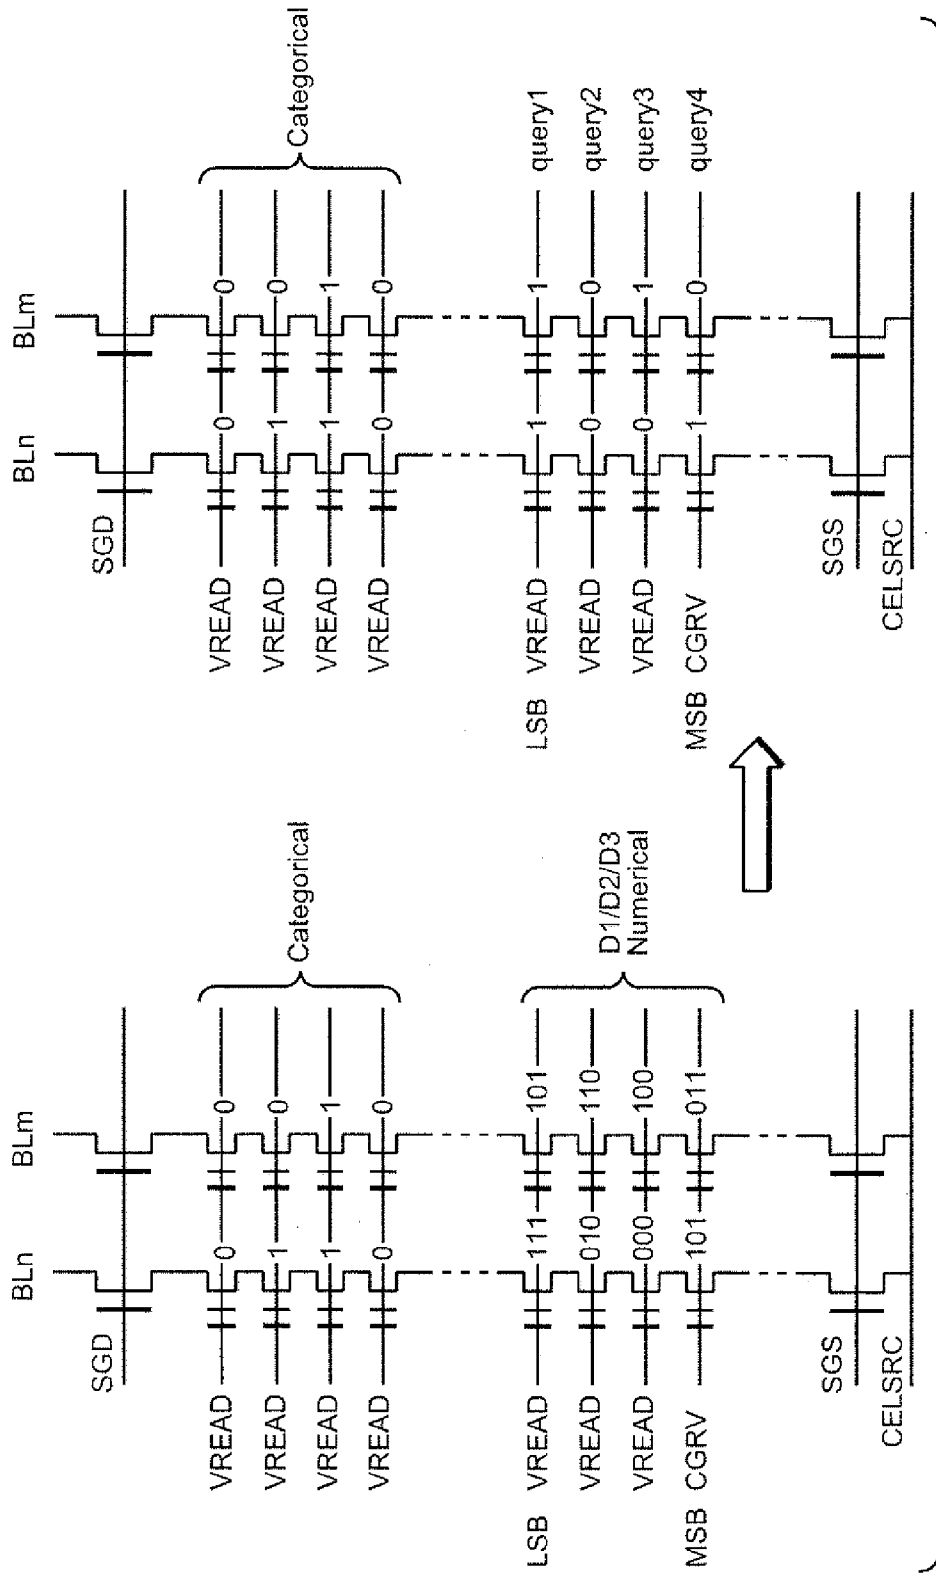 BLn BLm
SGD
VREAD 0 0
VREAD 1 0
Categorical
VREAD 1 1
VREAD 0 0
LSB VREAD 111 101
VREAD 010 110
D1/D2/D3
Numerical
VREAD 000 100
MSB CGRV 101 011
SGS
CELSRC
BLn BLm
SGD
VREAD 0 0
VREAD 1 0
Categorical
VREAD 1 1
VREAD 0 0
LSB VREAD 1 1 query1
VREAD 0 0 query2
VREAD 0 1 query3
MSB CGRV 1 0 query4
SGS
CELSRC